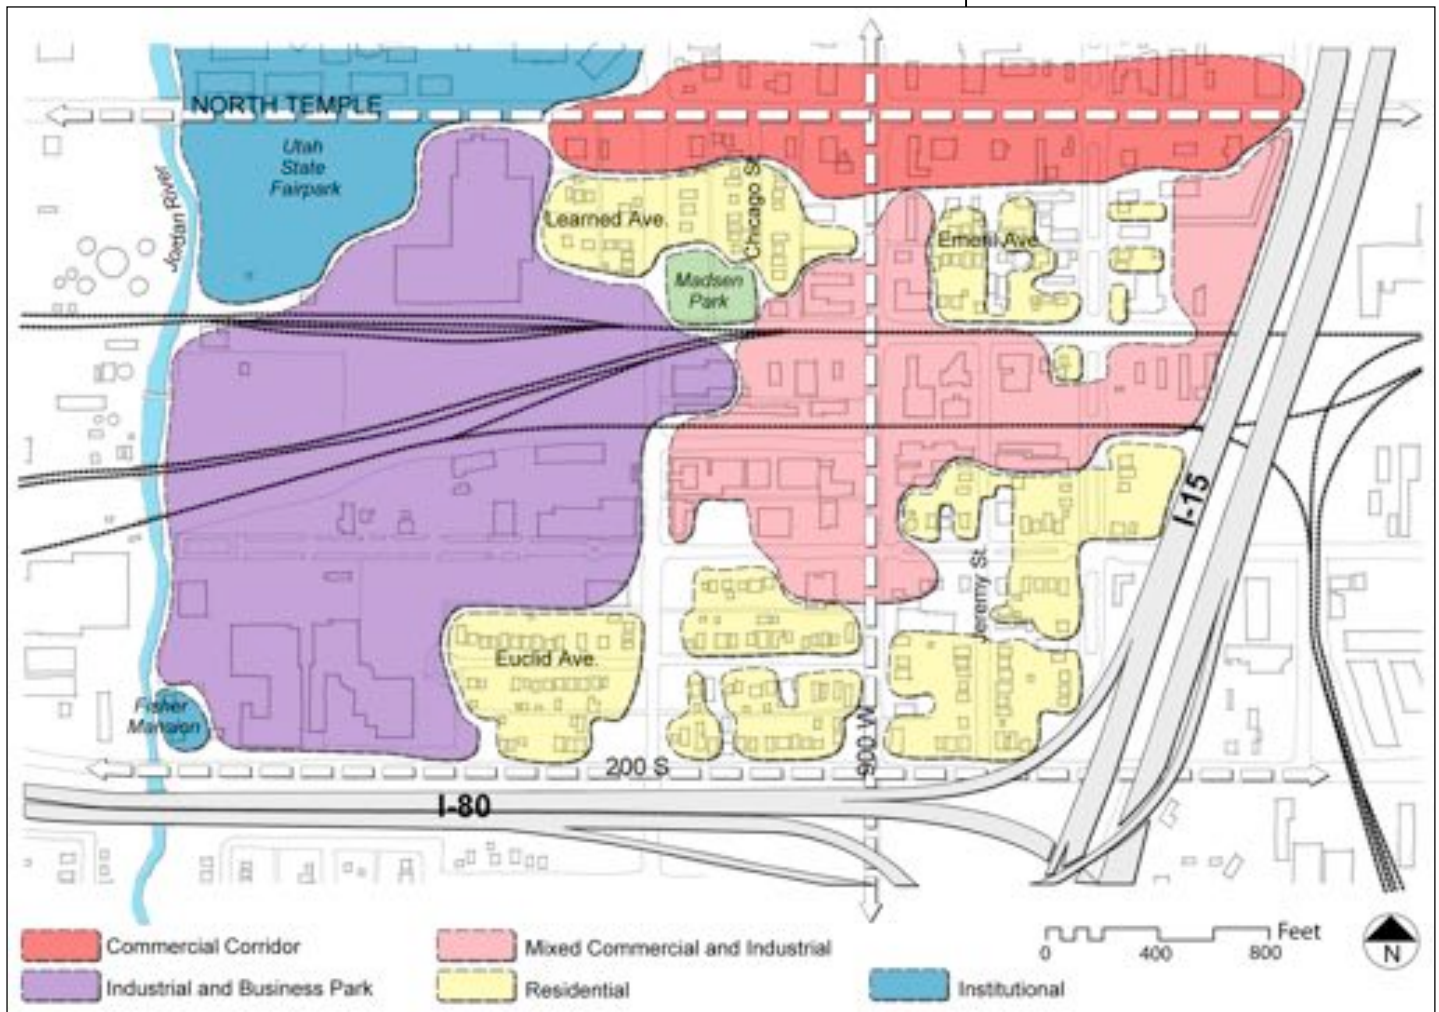 NORTH TEMPLE
Utah
State
Fairpark
Jordan River
Learned Ave.
Chicago St.
Emeril Ave.
Madsen
Park
I-15
Jeremy St.
Euclid Ave.
Fisher
Mansion
900 W
200 S
I-80
Commercial Corridor
Mixed Commercial and Industrial
Feet
0 400 800
N
Industrial and Business Park
Residential
Institutional